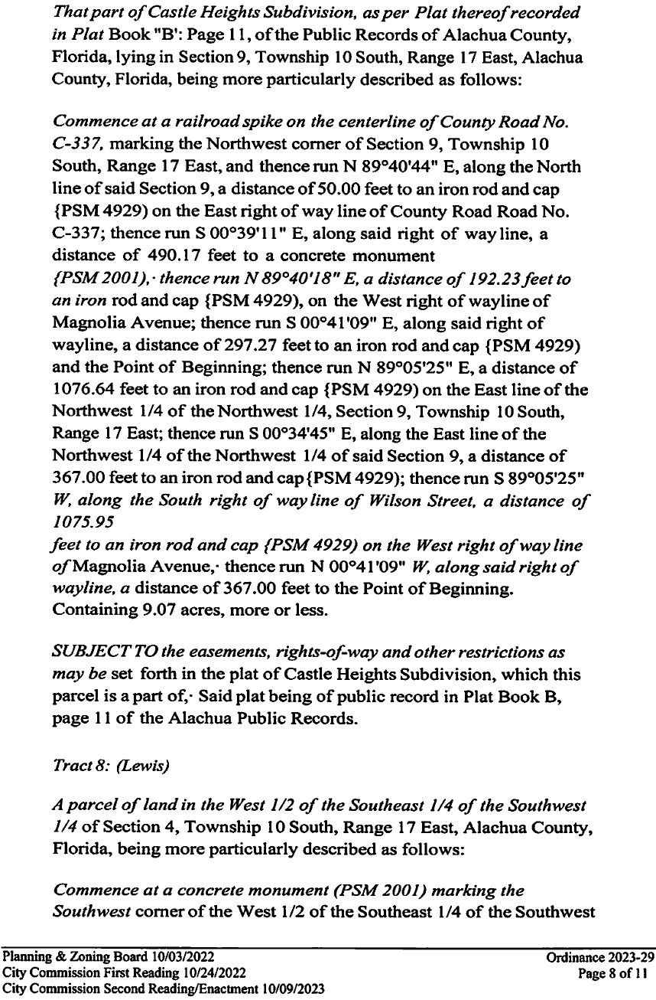 That part of Castle Heights Subdivision, as per Plat thereof recorded
in Plat Book "B': Page 11, of the Public Records of Alachua County,
Florida, lying in Section 9, Township 10 South, Range 17 East, Alachua
County, Florida, being more particularly described as follows:
Commence at a railroad spike on the centerline of County Road No.
C-337, marking the Northwest corner of Section 9, Township 10
South, Range 17 East, and thence run N 89°40'44" E, along the North
line of said Section 9, a distance of 50.00 feet to an iron rod and cap
{PSM 4929) on the East right of way line of County Road Road No.
C-337; thence run S 00°39'11" E, along said right of way line, a
distance of 490.17 feet to a concrete monument
{PSM 2001),· thence run N 89°40'18" E, a distance of 192.23 feet to
an iron rod and cap {PSM 4929), on the West right of wayline of
Magnolia Avenue; thence run S 00°41'09" E, along said right of
wayline, a distance of 297.27 feet to an iron rod and cap {PSM 4929)
and the Point of Beginning; thence run N 89°05'25" E, a distance of
1076.64 feet to an iron rod and cap {PSM 4929) on the East line of the
Northwest 1/4 of the Northwest 1/4, Section 9, Township 10 South,
Range 17 East; thence run S 00°34'45" E, along the East line of the
Northwest 1/4 of the Northwest 1/4 of said Section 9, a distance of
367.00 feet to an iron rod and cap {PSM 4929); thence run S 89°05'25"
W, along the South right of way line of Wilson Street, a distance of
1075.95
feet to an iron rod and cap {PSM 4929) on the West right of way line
of Magnolia Avenue,· thence run N 00°41'09" W, along said right of
wayline, a distance of 367.00 feet to the Point of Beginning.
Containing 9.07 acres, more or less.
SUBJECT TO the easements, rights-of-way and other restrictions as
may be set forth in the plat of Castle Heights Subdivision, which this
parcel is a part of,· Said plat being of public record in Plat Book B,
page 11 of the Alachua Public Records.
Tract 8: (Lewis)
A parcel of land in the West 1/2 of the Southeast 1/4 of the Southwest
1/4 of Section 4, Township 10 South, Range 17 East, Alachua County,
Florida, being more particularly described as follows:
Commence at a concrete monument (PSM 2001) marking the
Southwest corner of the West 1/2 of the Southeast 1/4 of the Southwest
Planning & Zoning Board 10/03/2022
City Commission First Reading 10/24/2022
City Commission Second Reading/Enactment 10/09/2023
Ordinance 2023-29
Page 8 of 11